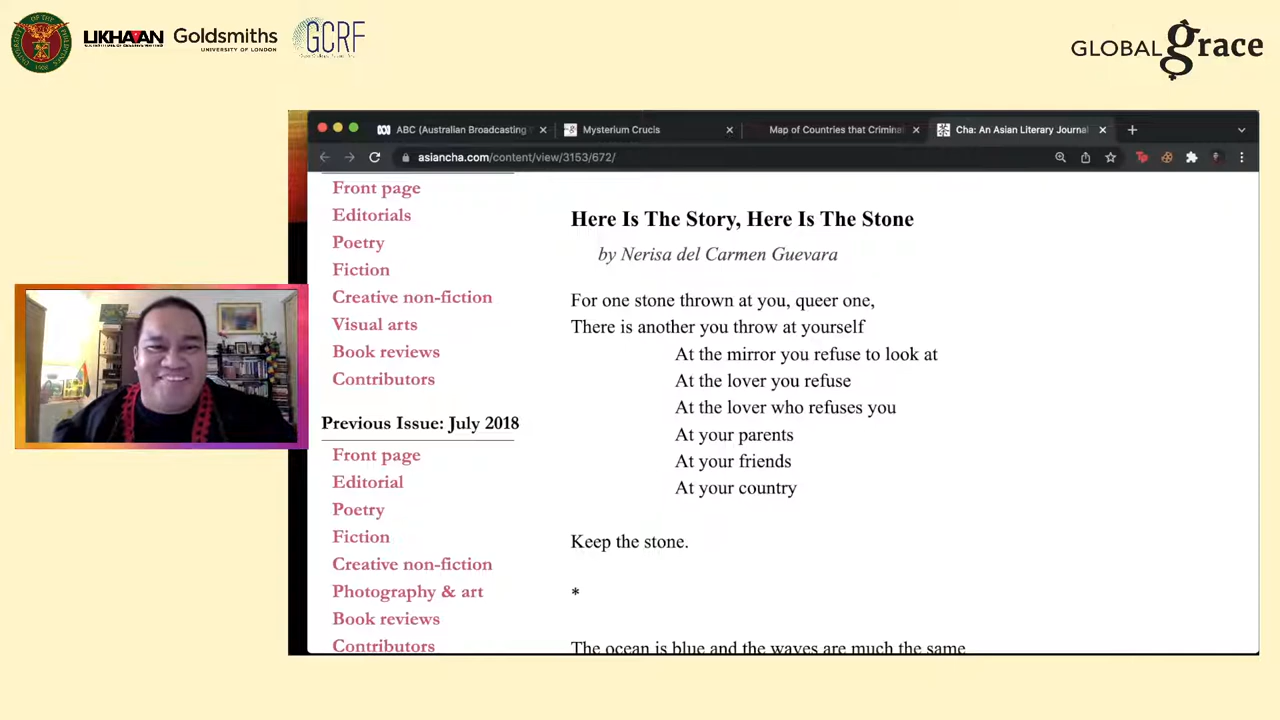 LIKHAAN
Goldsmiths
UNIVERSITY OF LONDON
GCRF
GLOBAL grace
ABC (Australian Broadcasting
Mysterium Crucis
Map of Countries that Criminal
Cha: An Asian Literary Journal
asiancha.com/content/view/3153/672/
Front page
Editorials
Poetry
Fiction
Creative non-fiction
Visual arts
Book reviews
Contributors
Previous Issue: July 2018
Front page
Editorial
Poetry
Fiction
Creative non-fiction
Photography & art
Book reviews
Contributors
Here Is The Story, Here Is The Stone
by Nerisa del Carmen Guevara
For one stone thrown at you, queer one,
There is another you throw at yourself
At the mirror you refuse to look at
At the lover you refuse
At the lover who refuses you
At your parents
At your friends
At your country
Keep the stone.
*
The ocean is blue and the waves are much the same